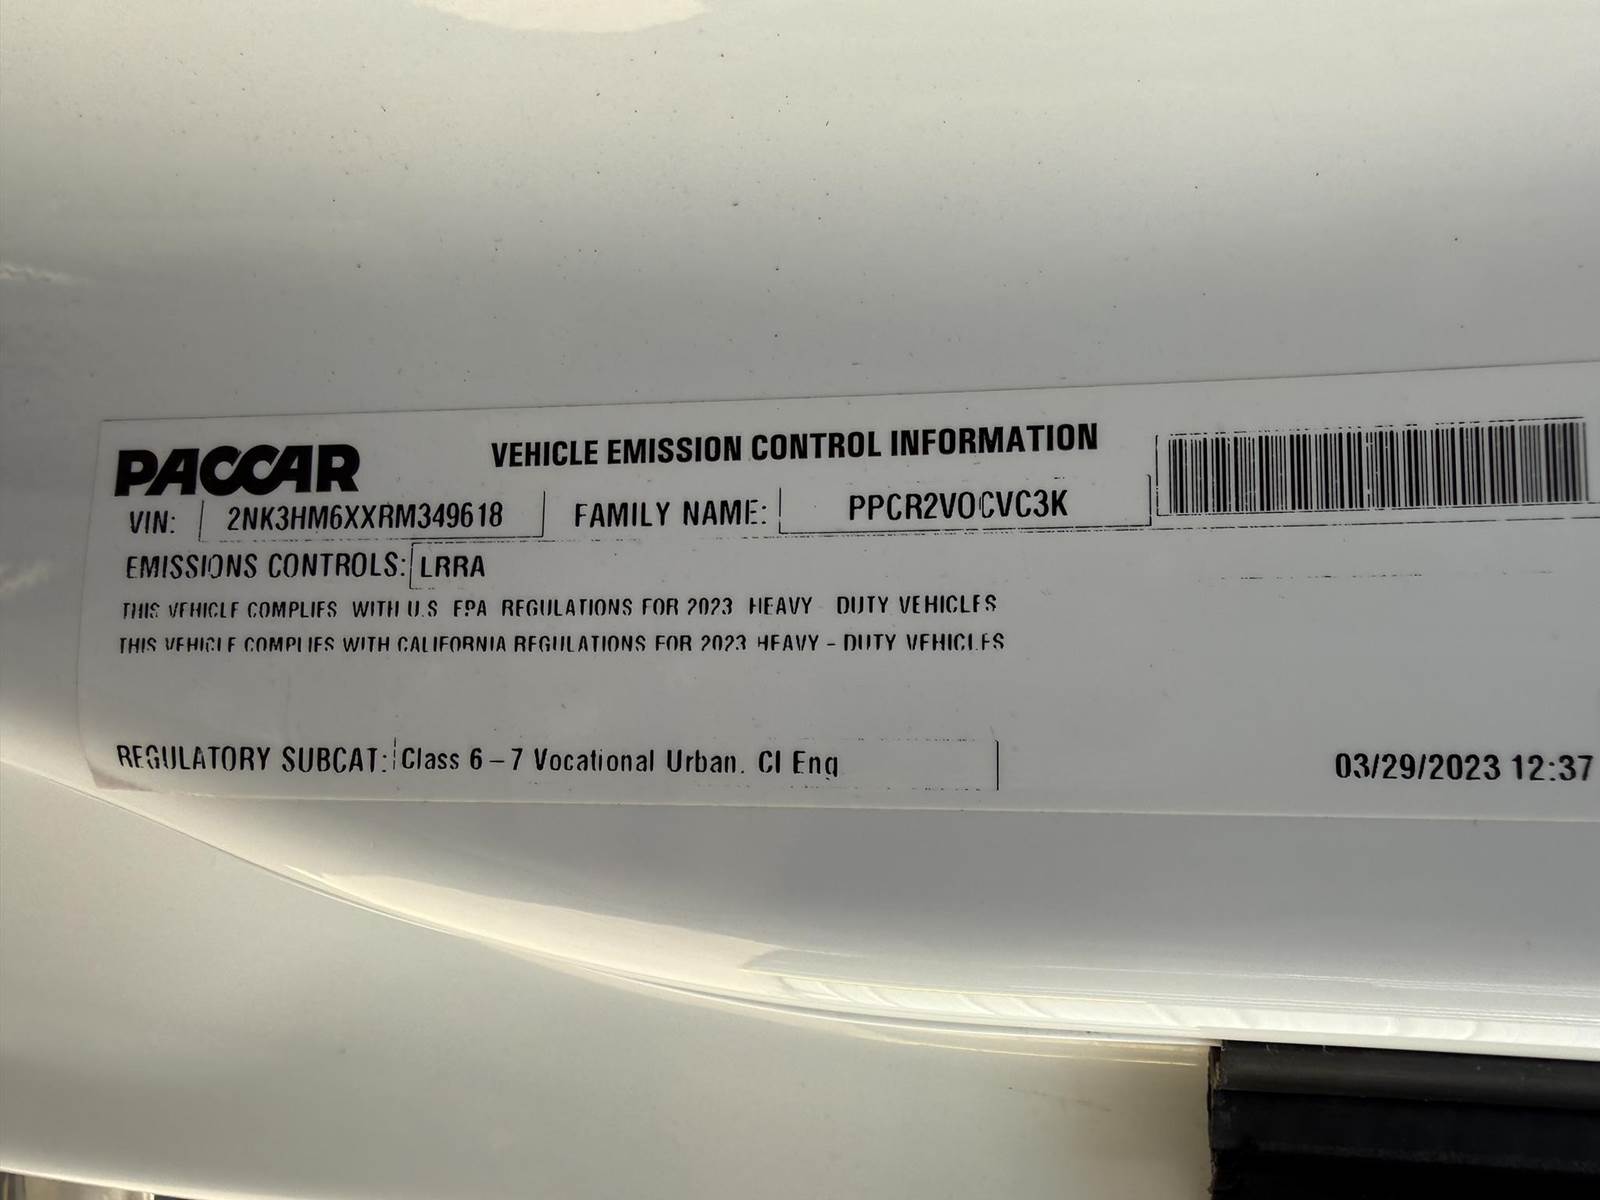 PACCAR
VEHICLE EMISSION CONTROL INFORMATION
VIN: 2NK3HM6XXRM349618 FAMILY NAME: PPCR2VOCVC3K
EMISSIONS CONTROLS: LRRA
THIS VEHICLE COMPLIES WITH U.S EPA REGULATIONS FOR 2023 HEAVY - DUTY VEHICLES
THIS VEHICLE COMPLIES WITH CALIFORNIA REGULATIONS FOR 2023 HEAVY - DUTY VEHICLES
REGULATORY SUBCAT: Class 6 - 7 Vocational Urban. CI Eng
03/29/2023 12:37